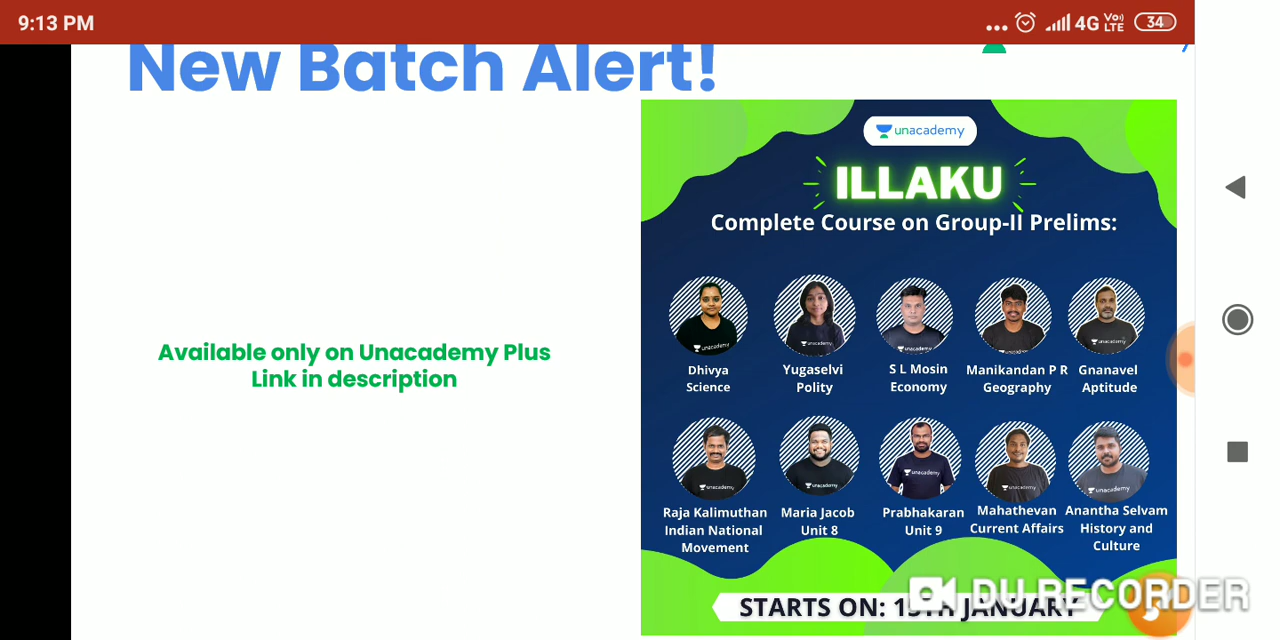 9:13 PM
... 4G Vo) LTE 34
New Batch Alert!
unacademy
ILLAKU
Complete Course on Group-II Prelims:
Available only on Unacademy Plus
Link in description
Dhivya
Science
Yugaselvi
Polity
S L Mosin
Economy
Manikandan P R
Geography
Gnanavel
Aptitude
Raja Kalimuthan
Indian National
Movement
Maria Jacob
Unit 8
Prabhakaran
Unit 9
Mahathevan
Current Affairs
Anantha Selvam
History and
Culture
STARTS ON: JANUARY
DU RECORDER